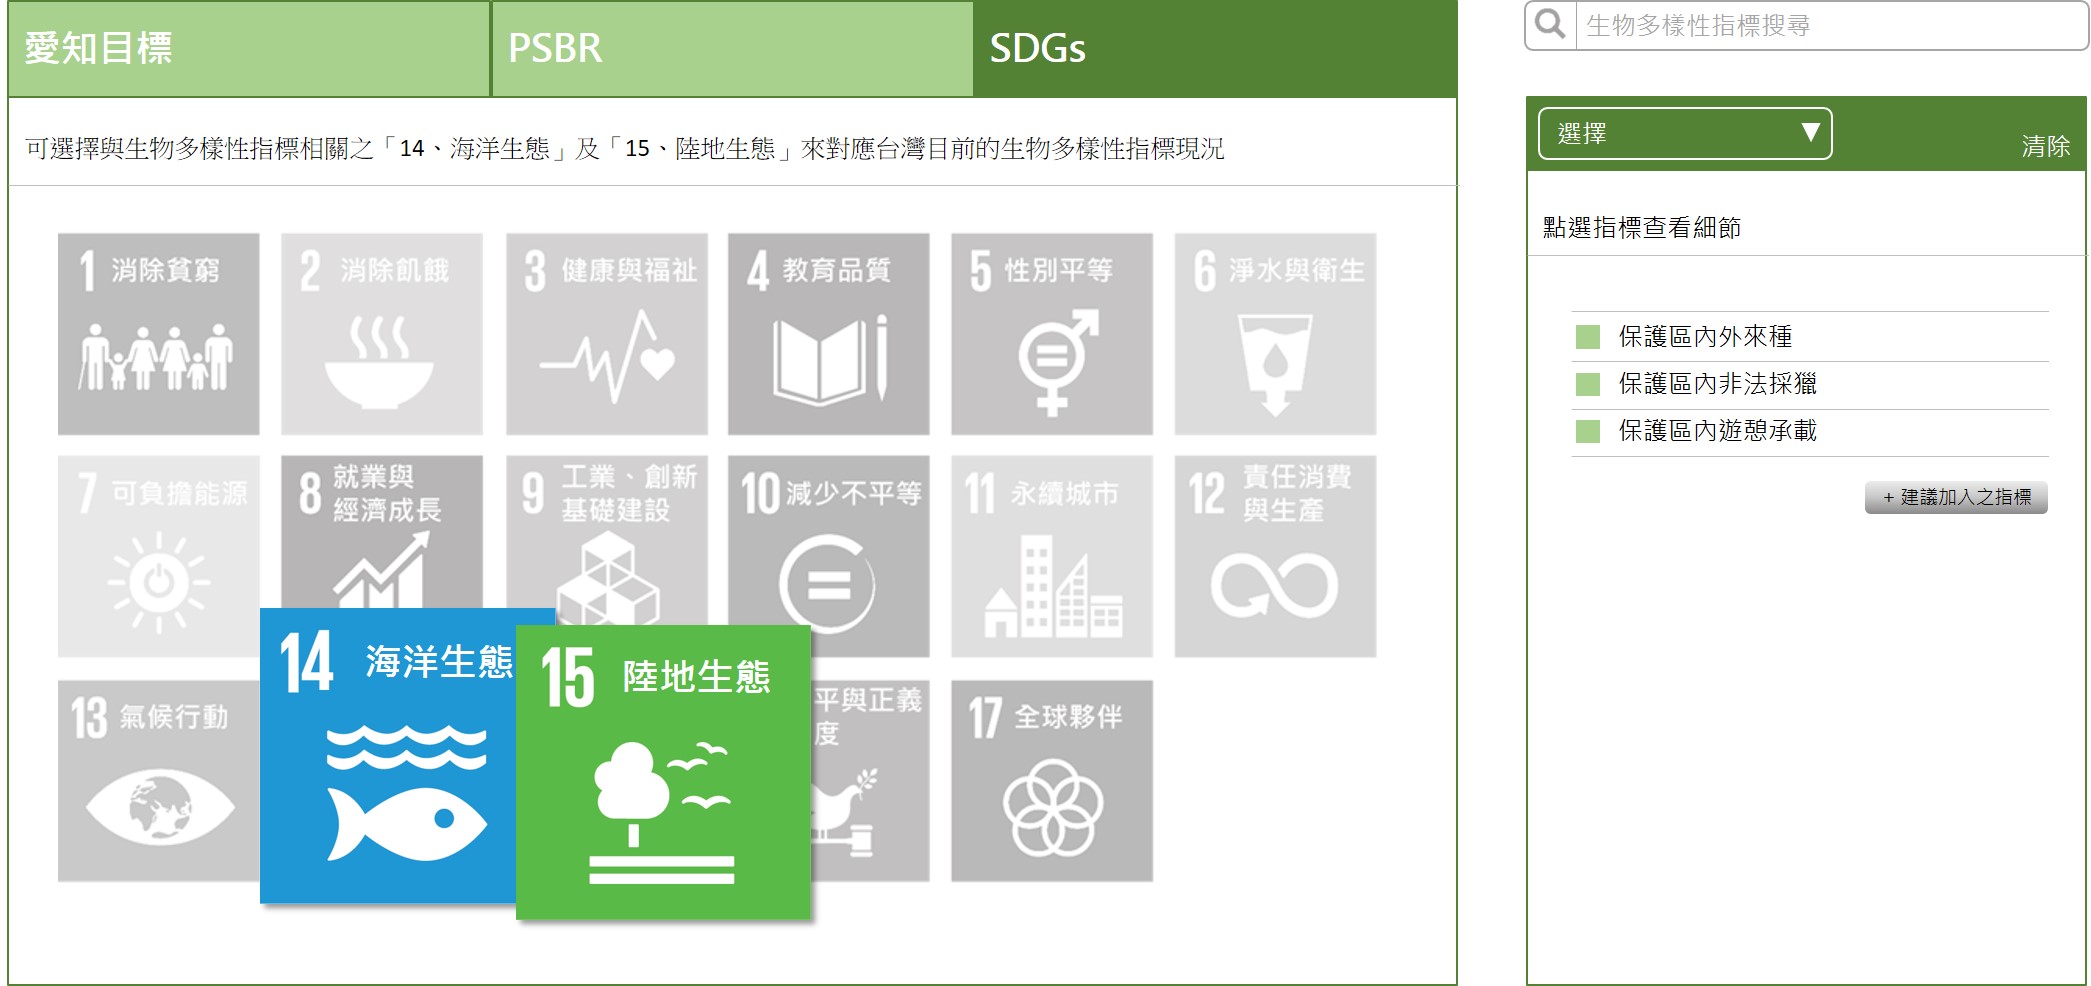 愛知目標
PSBR
SDGs
可選擇與生物多樣性指標相關之「14、海洋生態」及「15、陸地生態」來對應台灣目前的生物多樣性指標現況
1 消除貧窮
2 消除飢餓
3 健康與福祉
4 教育品質
5 性別平等
6 淨水與衛生
7 可負擔能源
8 就業與
經濟成長
9 工業、創新
基礎建設
10 減少不平等
11 永續城市
12 責任消費
與生產
13 氣候行動
14 海洋生態
15 陸地生態
平與正義
度
17 全球夥伴
生物多樣性指標搜尋
選擇 ▼
清除
點選指標查看細節
保護區內外來種
保護區內非法採獵
保護區內遊憩承載
+ 建議加入之指標